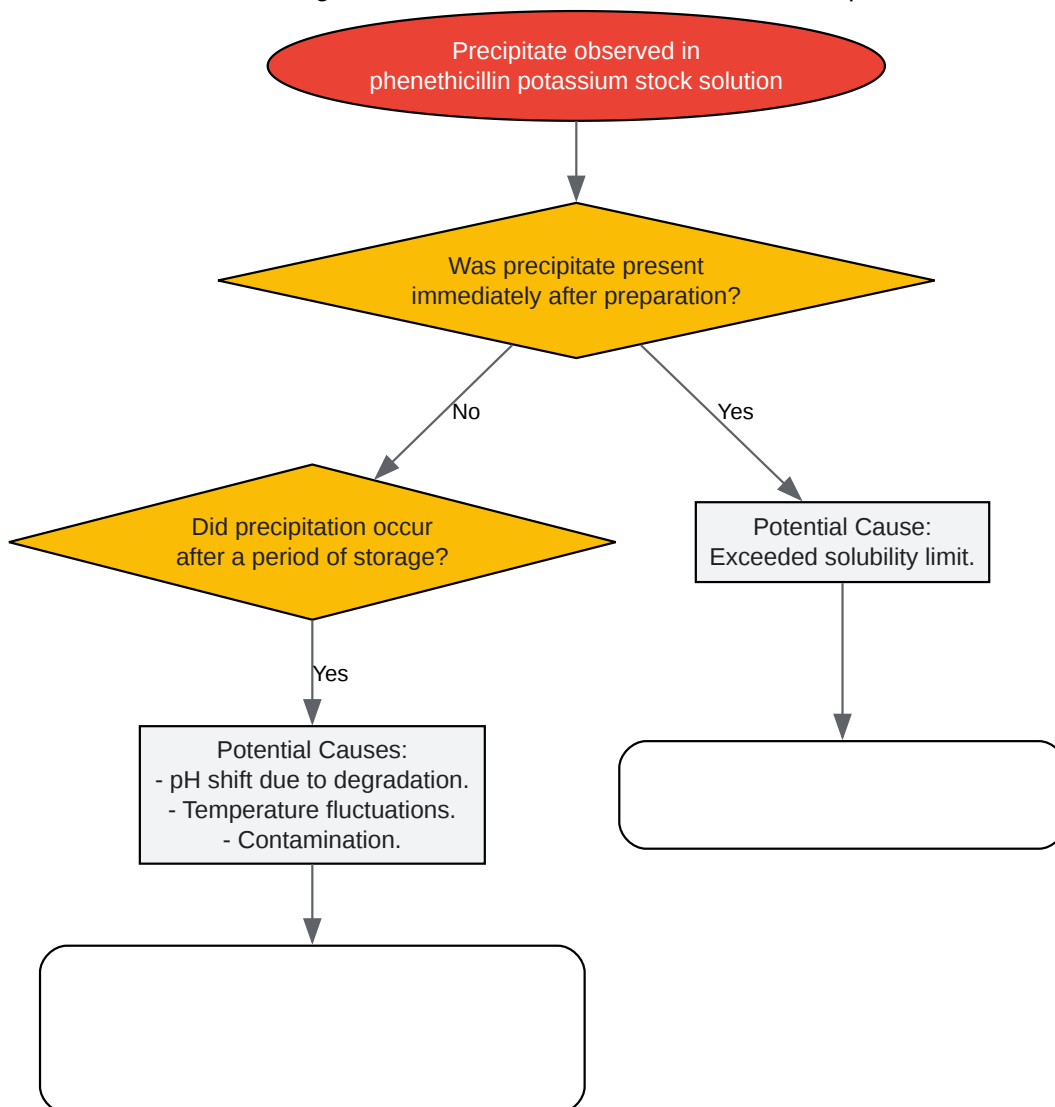 Precipitate observed in
phenethicillin potassium stock solution
Was precipitate present
immediately after preparation?
No
Yes
Did precipitation occur
after a period of storage?
Potential Cause:
Exceeded solubility limit.
Yes
Potential Causes:
- pH shift due to degradation.
- Temperature fluctuations.
- Contamination.